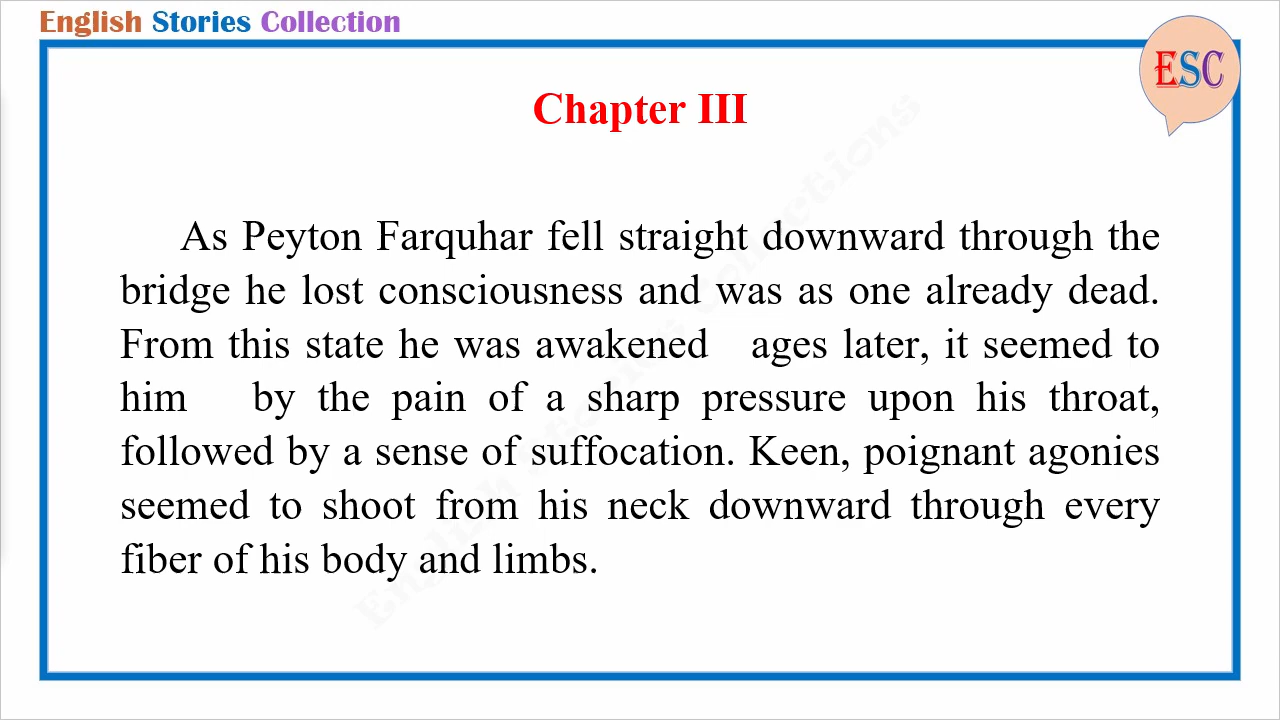 English Stories Collection
ESC
Chapter III
As Peyton Farquhar fell straight downward through the
bridge he lost consciousness and was as one already dead.
From this state he was awakened ages later, it seemed to
him by the pain of a sharp pressure upon his throat,
followed by a sense of suffocation. Keen, poignant agonies
seemed to shoot from his neck downward through every
fiber of his body and limbs.